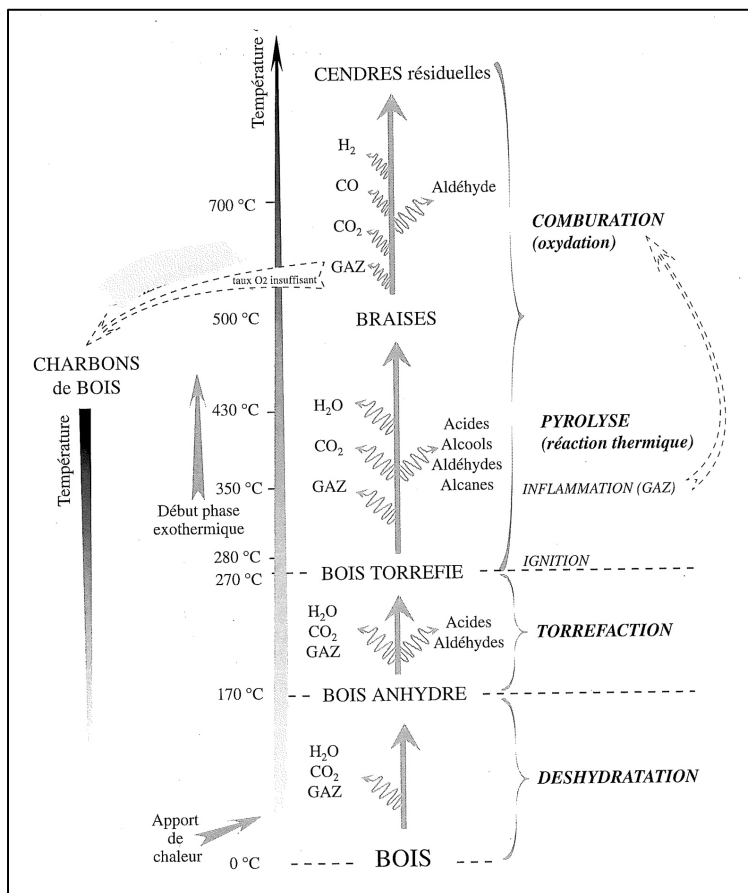 Température
CENDRES résiduelles
H₂
CO
Aldéhyde
700 °C
CO₂
COMBURATION
(oxydation)
GAZ
taux O2 insuffisant
500 °C
BRAISES
CHARBONS
de BOIS
Température
430 °C
H₂O
CO₂
GAZ
Acides
Alcools
Aldéhydes
Alcanes
PYROLYSE
(réaction thermique)
350 °C
INFLAMMATION (GAZ)
Début phase
exothermique
280 °C
IGNITION
270 °C
BOIS TORREFIE
H₂O
CO₂
GAZ
Acides
Aldéhydes
TORREFACTION
170 °C
BOIS ANHYDRE
H₂O
CO₂
GAZ
DESHYDRATATION
Apport
de
chaleur
0 °C
BOIS